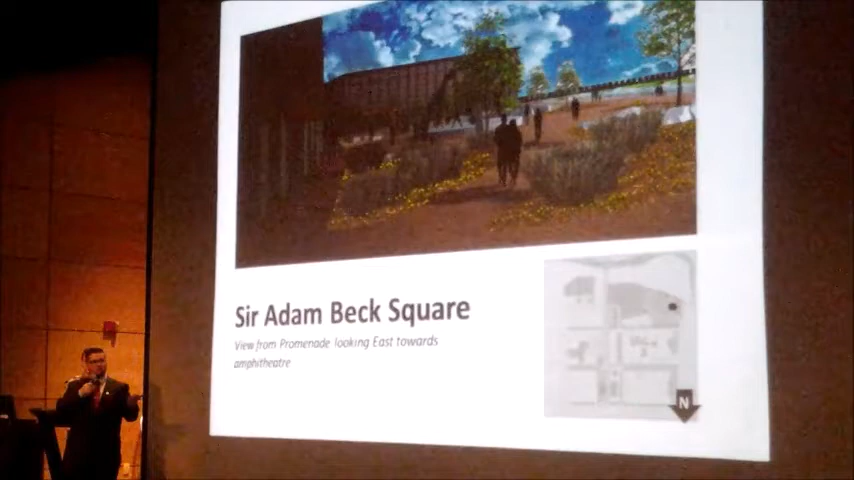 Sir Adam Beck Square
View from Promenade looking East towards
amphitheatre
N